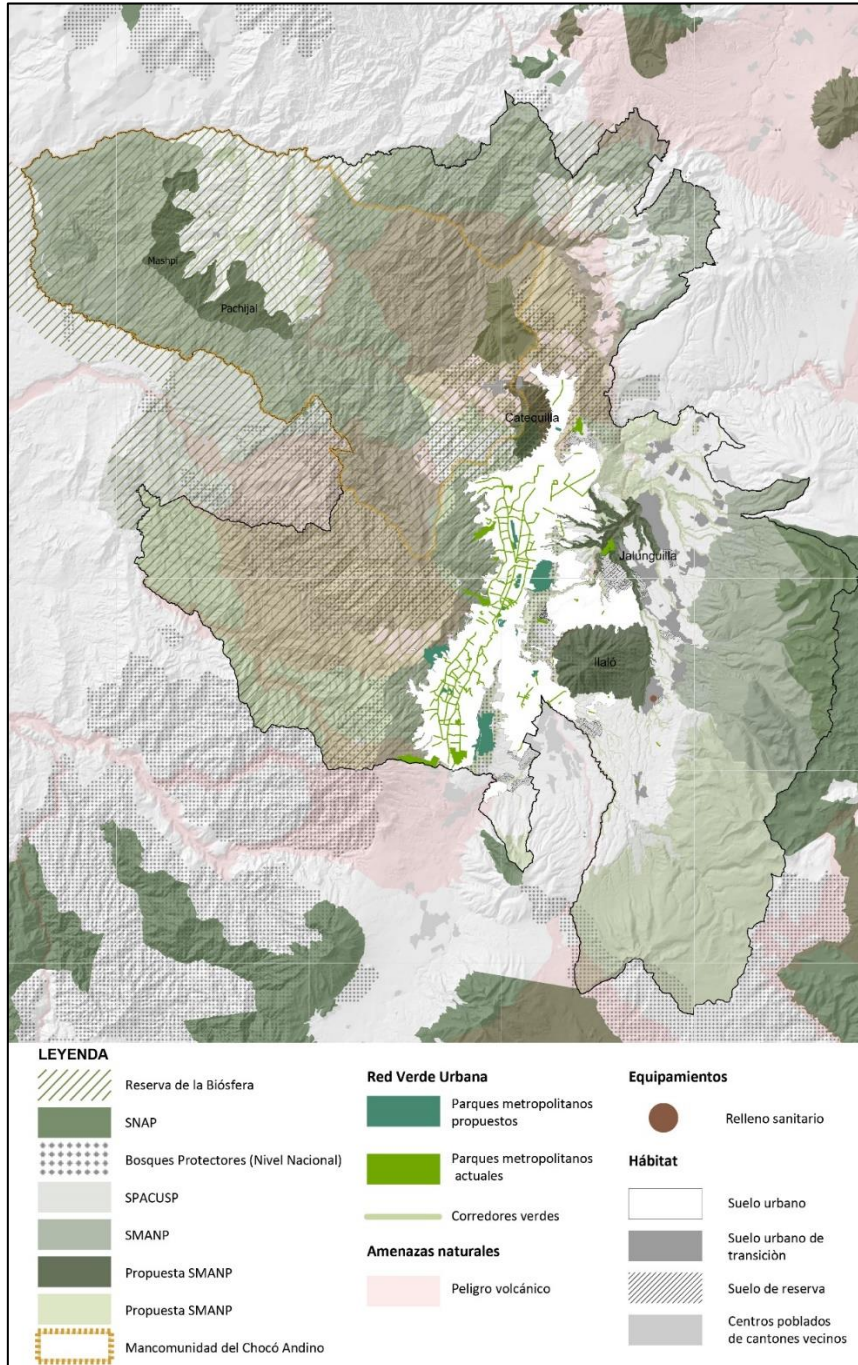 Mashpi
Pachijal
Catequilla
Jalunguilla
Ilaló
LEYENDA
Reserva de la Biósfera
SNAP
Bosques Protectores (Nivel Nacional)
SPACUSP
SMANP
Propuesta SMANP
Propuesta SMANP
Mancomunidad del Chocó Andino
Red Verde Urbana
Parques metropolitanos
propuestos
Parques metropolitanos
actuales
Corredores verdes
Amenazas naturales
Peligro volcánico
Equipamientos
Relleno sanitario
Hábitat
Suelo urbano
Suelo urbano de
transiciòn
Suelo de reserva
Centros poblados
de cantones vecinos